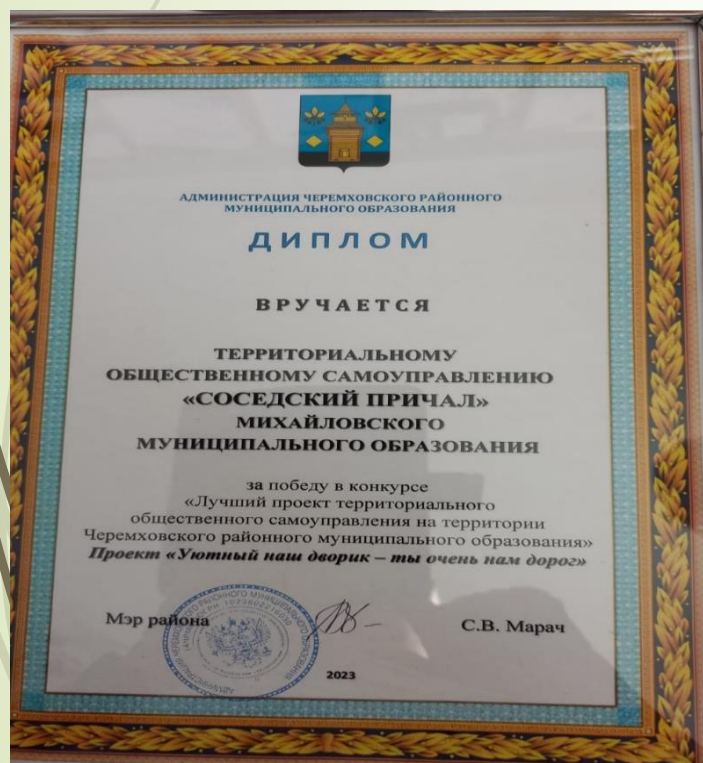 АДМИНИСТРАЦИЯ ЧЕРЕМХОВСКОГО РАЙОННОГО
МУНИЦИПАЛЬНОГО ОБРАЗОВАНИЯ
ДИПЛОМ
ВРУЧАЕТСЯ
ТЕРРИТОРИАЛЬНОМУ
ОБЩЕСТВЕННОМУ САМОУПРАВЛЕНИЮ
«СОСЕДСКИЙ ПРИЧАЛ»
МИХАЙЛОВСКОГО
МУНИЦИПАЛЬНОГО ОБРАЗОВАНИЯ
за победу в конкурсе
«Лучший проект территориального
общественного самоуправления на территории
Черемховского районного муниципального образования»
Проект «Уютный наш дворик – ты очень нам дорог»
Мэр района
С.В. Марач
2023